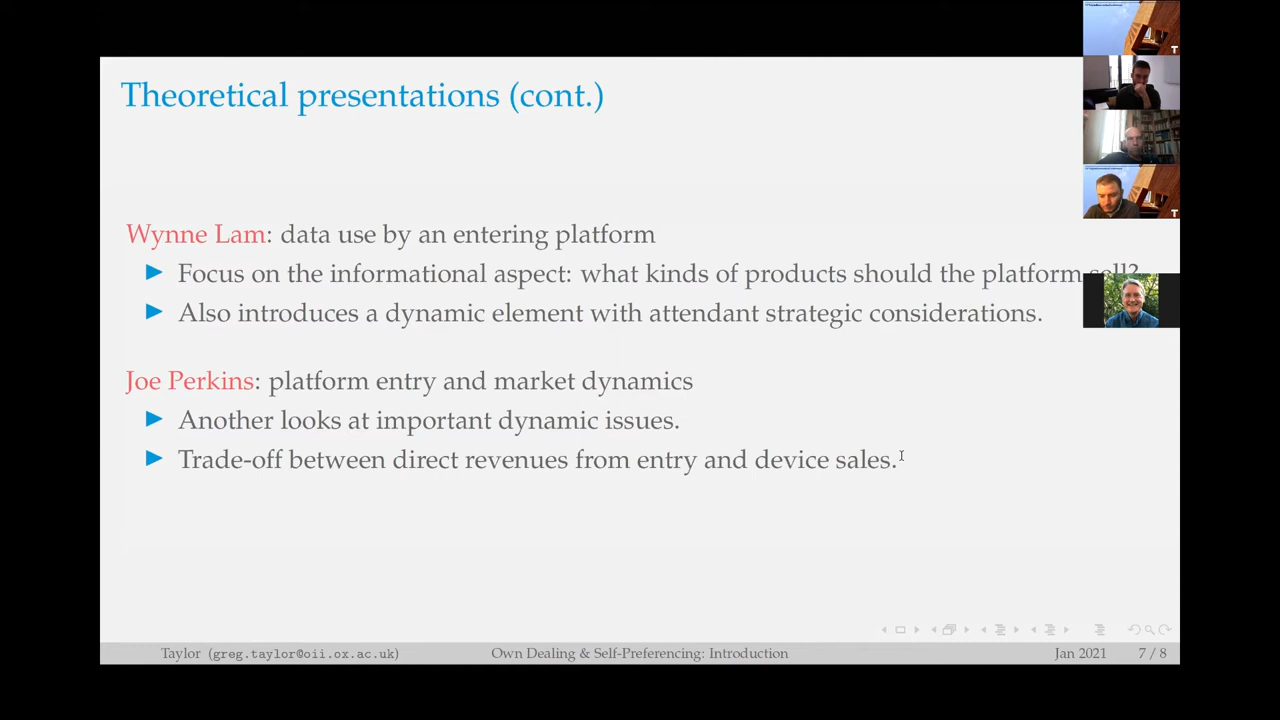 Theoretical presentations (cont.)
Wynne Lam: data use by an entering platform
Focus on the informational aspect: what kinds of products should the platform sell?
Also introduces a dynamic element with attendant strategic considerations.
Joe Perkins: platform entry and market dynamics
Another looks at important dynamic issues.
Trade-off between direct revenues from entry and device sales.
Taylor (greg.taylor@oii.ox.ac.uk)
Own Dealing & Self-Preferencing: Introduction
Jan 2021
7 / 8